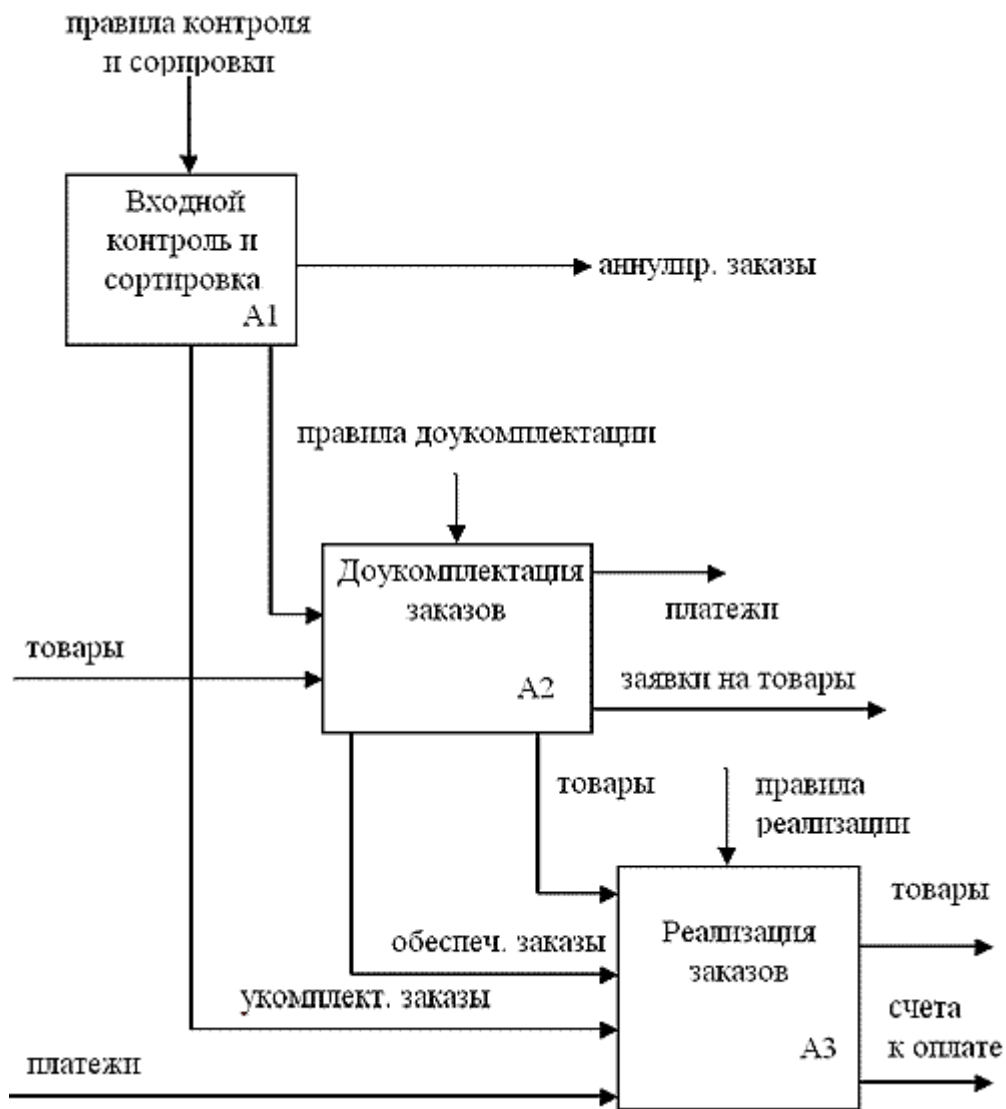 правила контроля
и сорировки
Входной
контроль и
сортировка
А1
аннулир. заказы
правила доукомплектации
Доукомплектация
заказов
А2
платежи
товары
заявки на товары
товары
правила
реализации
Реализация
заказов
А3
товары
обеспеч. заказы
укомплект. заказы
счета
к оплате
платежи